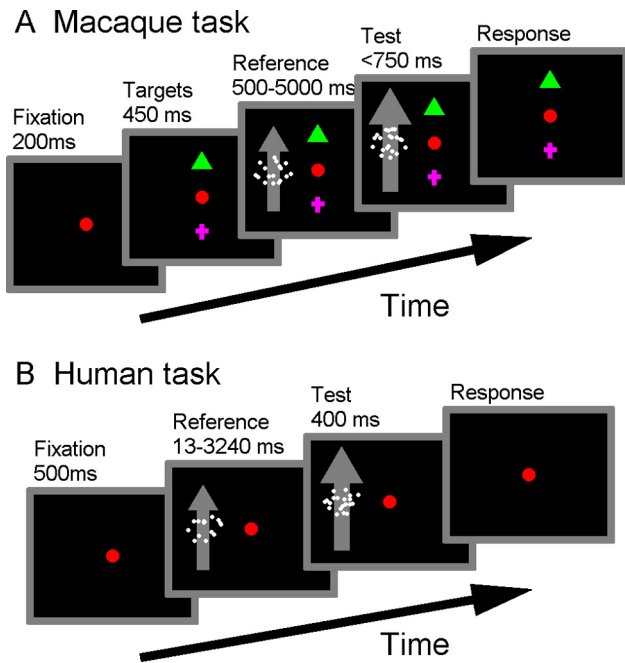 A Macaque task
Fixation
200ms
Targets
450 ms
Reference
500-5000 ms
Test
<750 ms
Response
Time
B Human task
Fixation
500ms
Reference
13-3240 ms
Test
400 ms
Response
Time